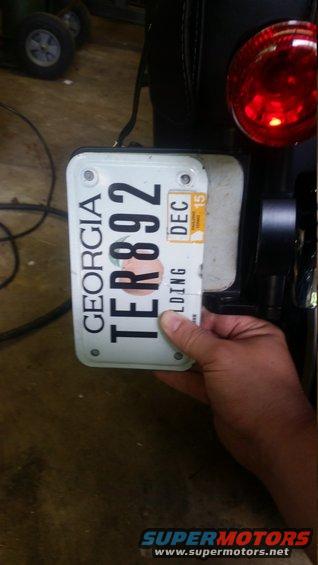 GEORGIA
TER892
LDING DEC 15
SUPERMOTORS
www.supermotors.net